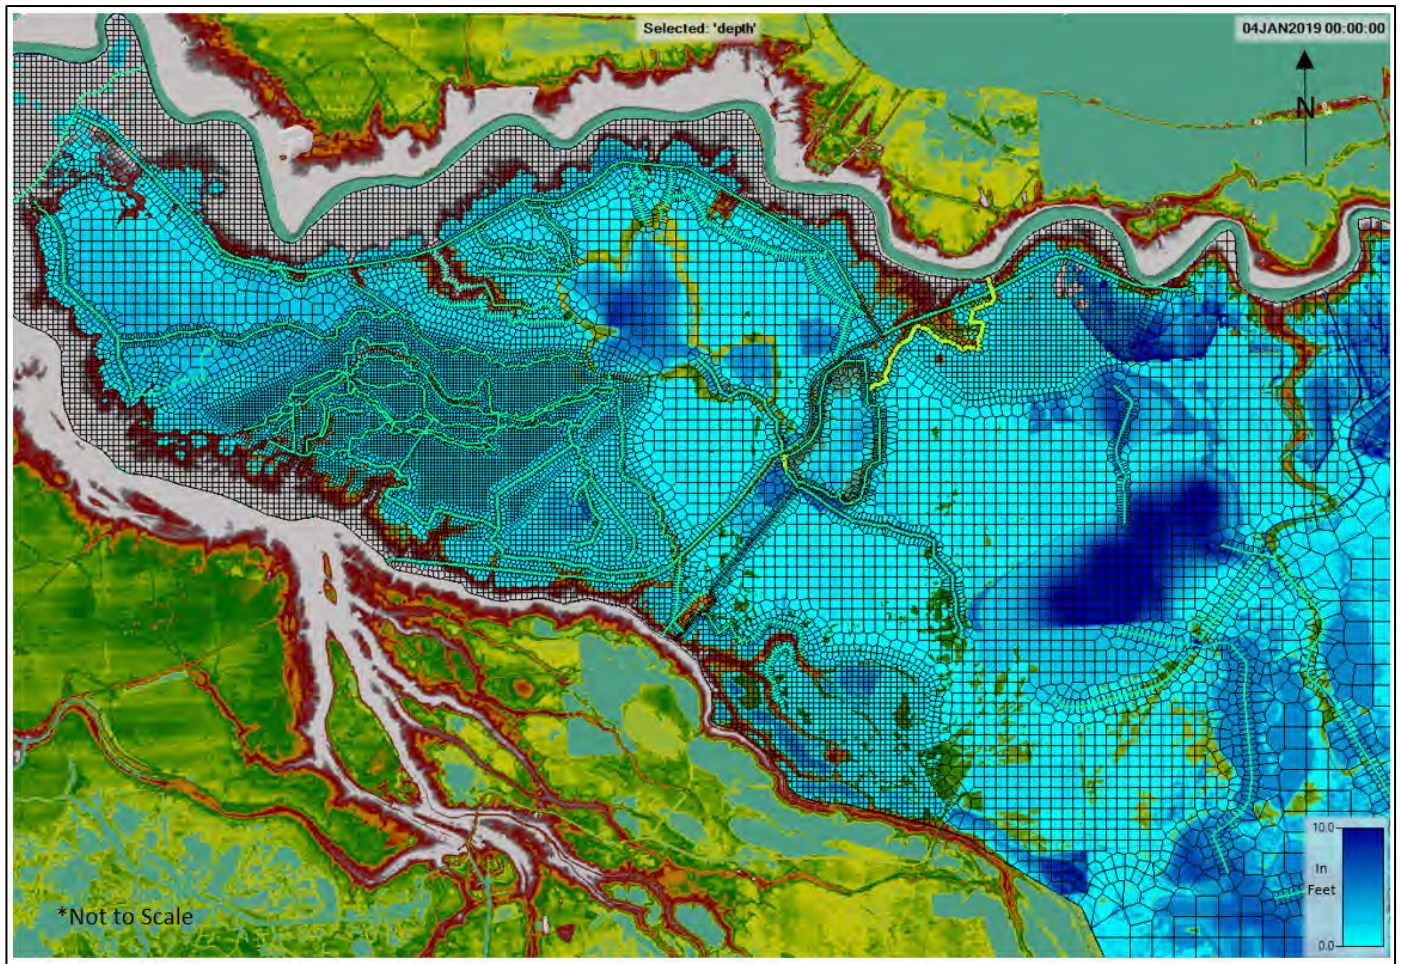 Selected: 'depth'
04JAN2019 00:00:00
N
10.0
In
Feet
0.0
*Not to Scale